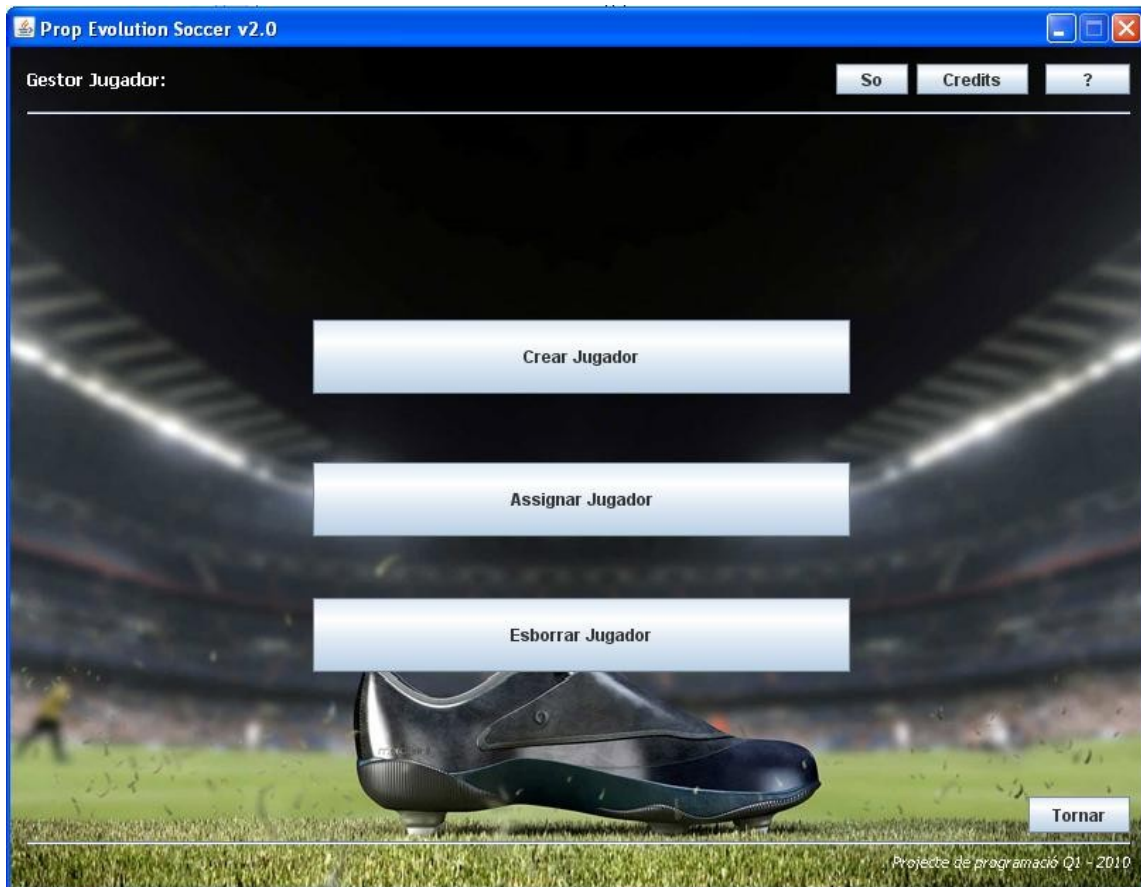 Prop Evolution Soccer v2.0
Gestor Jugador:
So
Credits
?
Crear Jugador
Assignar Jugador
Esborrar Jugador
Tornar
Projecte de programació Q1 - 2010